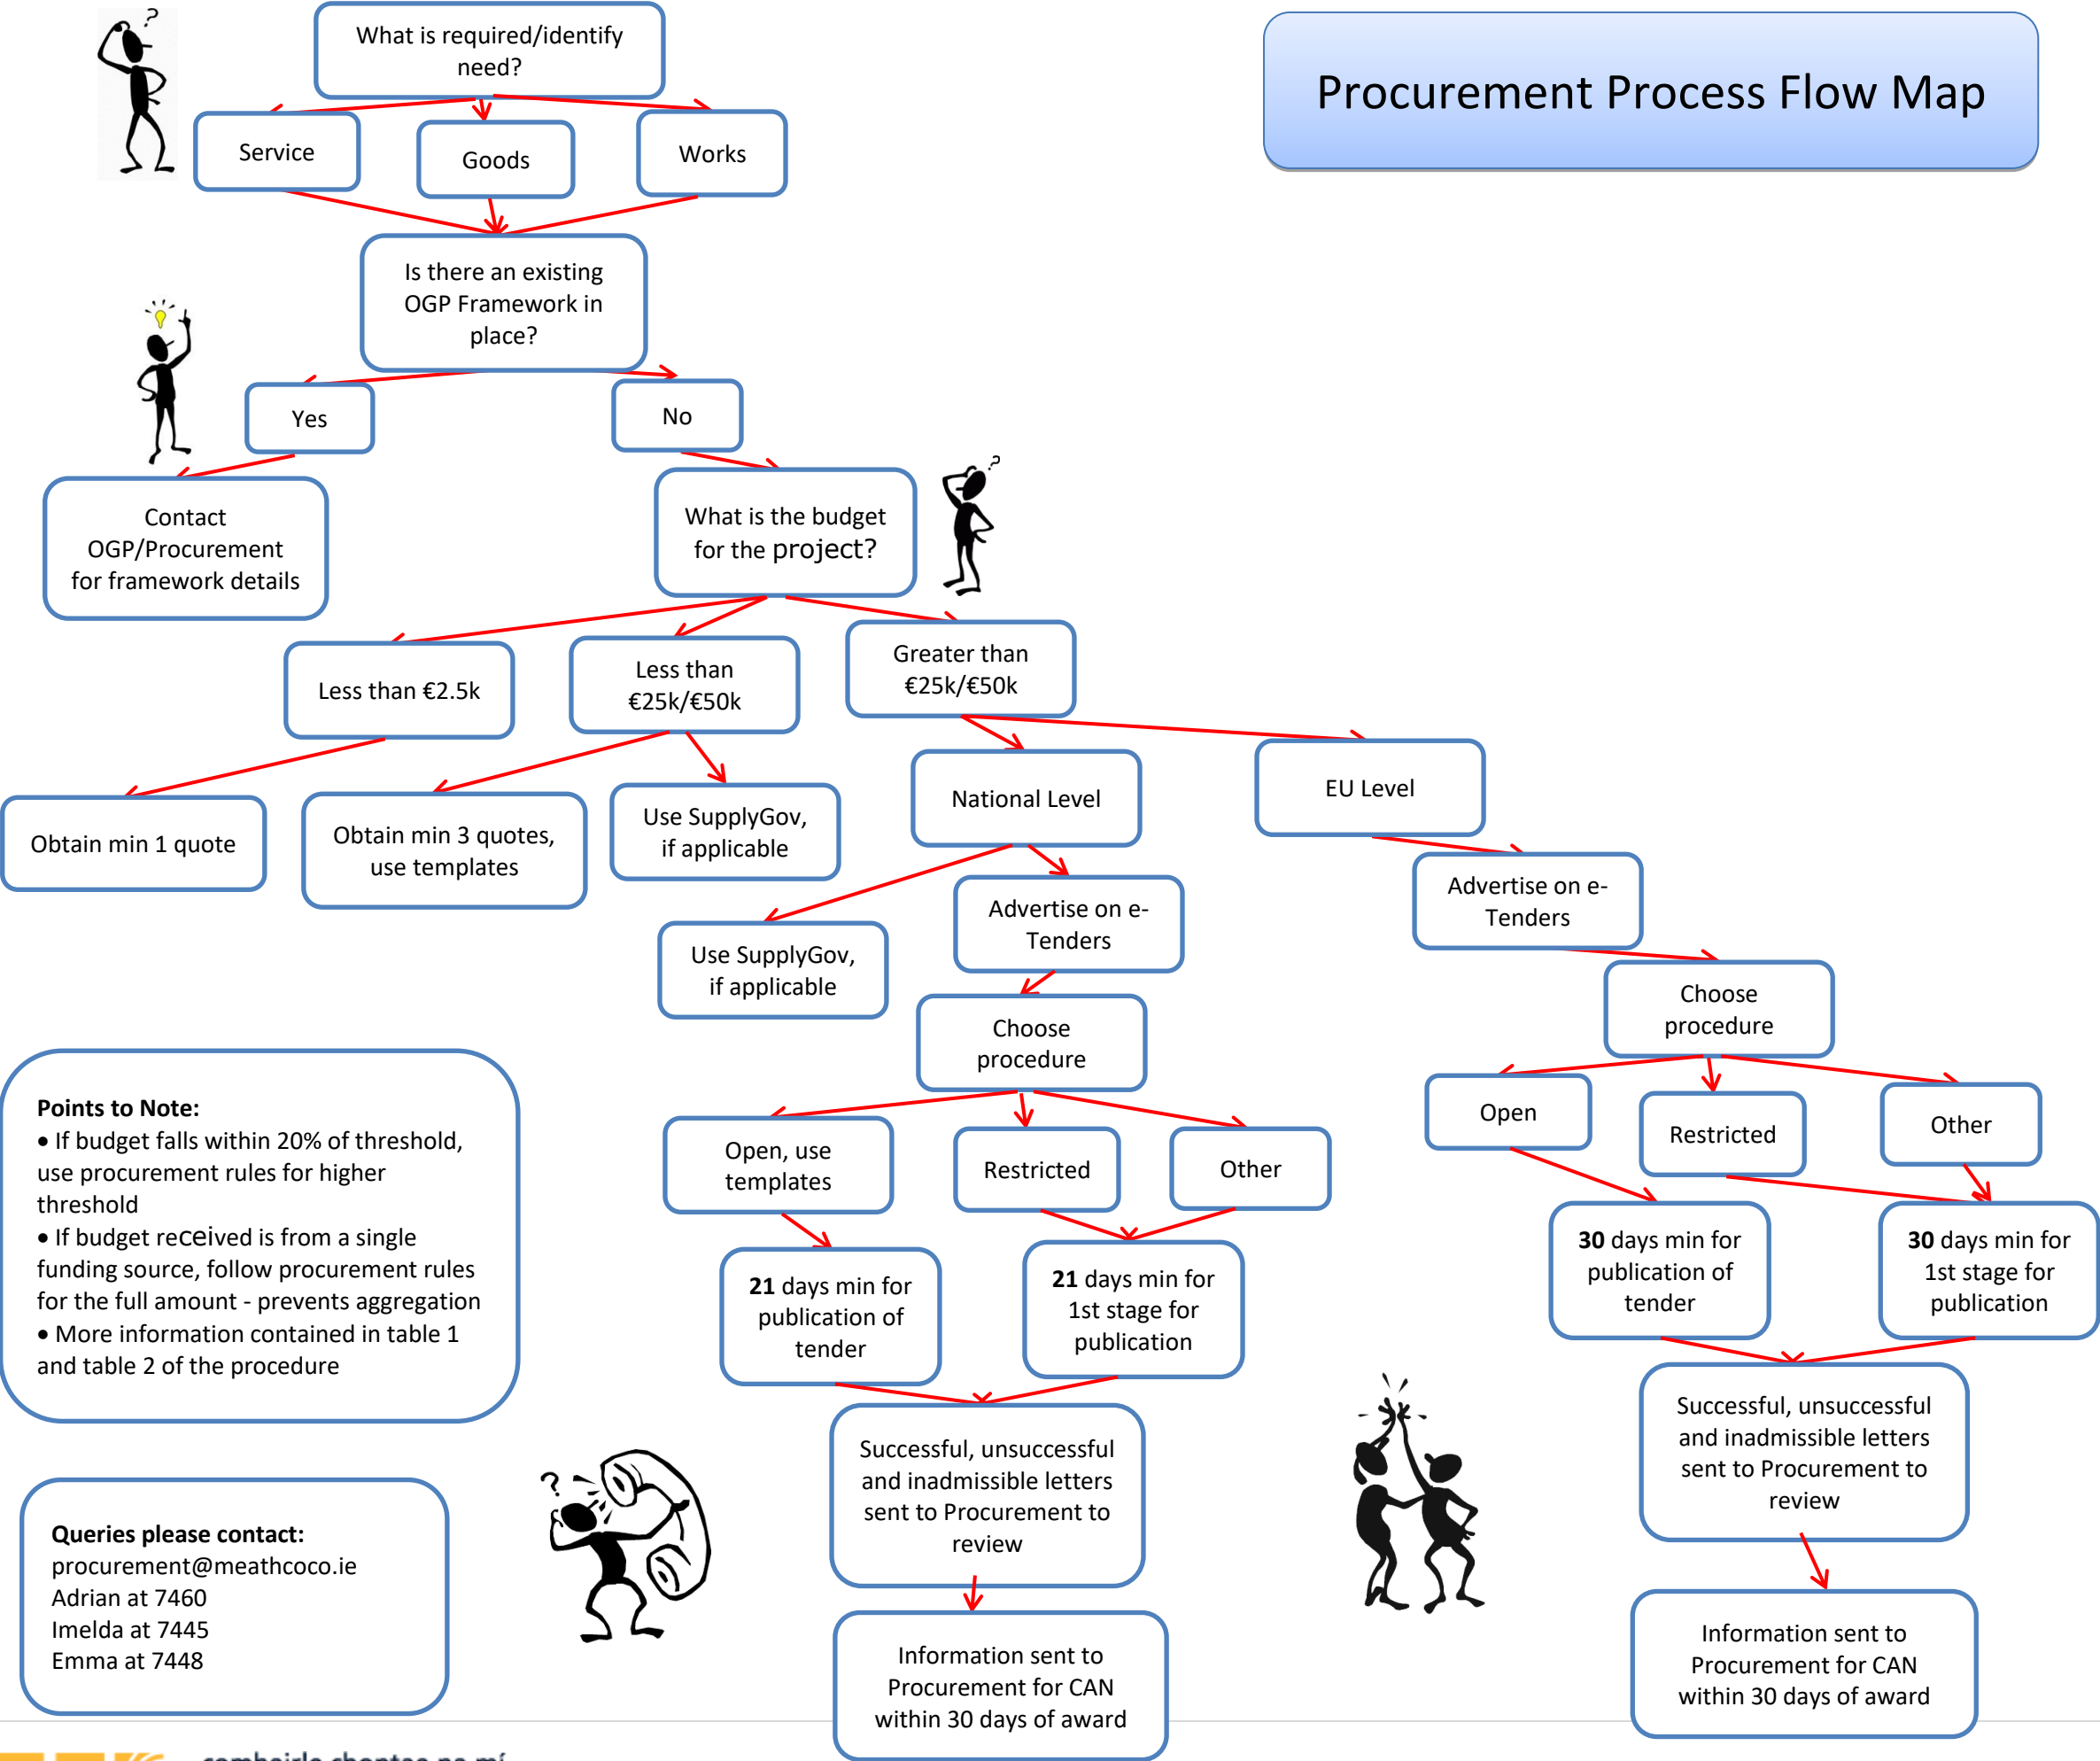 Procurement Process Flow Map
What is required/identify
need?
Service
Goods
Works
Is there an existing
OGP Framework in
place?
Yes
No
Contact
OGP/Procurement
for framework details
What is the budget
for the project?
Less than €2.5k
Less than
€25k/€50k
Greater than
€25k/€50k
Obtain min 1 quote
Obtain min 3 quotes,
use templates
Use SupplyGov,
if applicable
National Level
EU Level
Use SupplyGov,
if applicable
Advertise on e-
Tenders
Advertise on e-
Tenders
Choose
procedure
Choose
procedure
Open, use
templates
Restricted
Other
Open
Restricted
Other
21 days min for
publication of
tender
21 days min for
1st stage for
publication
30 days min for
publication of
tender
30 days min for
1st stage for
publication
Successful, unsuccessful
and inadmissible letters
sent to Procurement to
review
Successful, unsuccessful
and inadmissible letters
sent to Procurement to
review
Information sent to
Procurement for CAN
within 30 days of award
Information sent to
Procurement for CAN
within 30 days of award
Points to Note:
• If budget falls within 20% of threshold,
use procurement rules for higher
threshold
• If budget received is from a single
funding source, follow procurement rules
for the full amount - prevents aggregation
• More information contained in table 1
and table 2 of the procedure
Queries please contact:
procurement@meathcoco.ie
Adrian at 7460
Imelda at 7445
Emma at 7448
comhairle chontae na mí